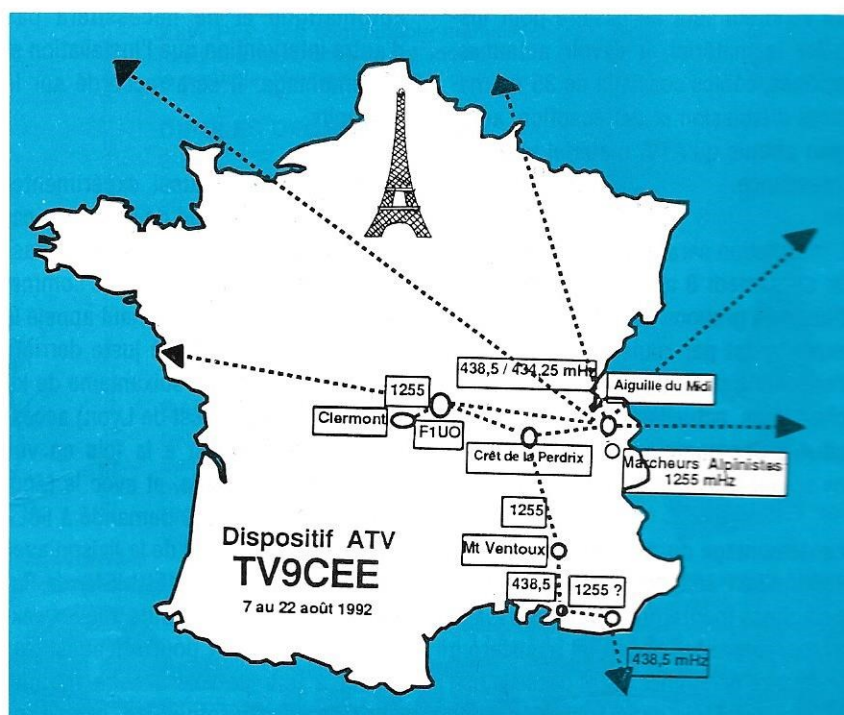 438,5 / 434,25 mHz
Aiguille du Midi
1255
Clermont
F1UO
Crêt de la Perdrix
Marcheurs Alpinistes
1255 mHz
1255
Mt Ventoux
Dispositif ATV
TV9CEE
7 au 22 août 1992
438,5
1255 ?
438,5 mHz